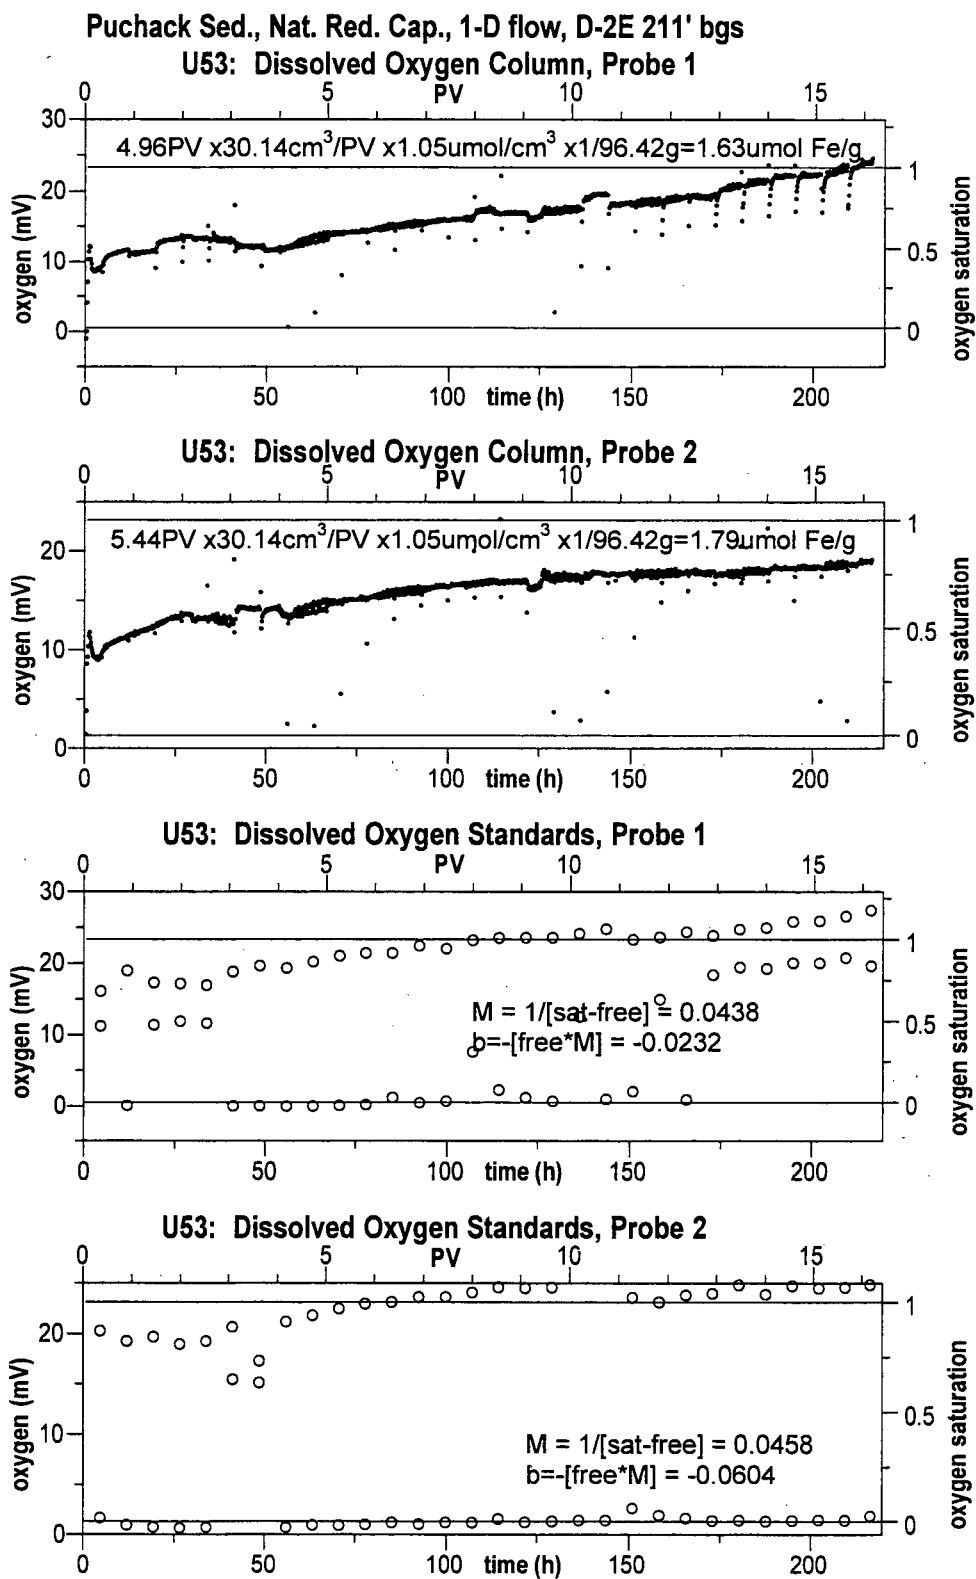 Puchack Sed., Nat. Red. Cap., 1-D flow, D-2E 211' bgs
U53: Dissolved Oxygen Column, Probe 1
0 5 PV 10 15
30
4.96PV x30.14cm³/PV x1.05umol/cm³ x1/96.42g=1.63umol Fe/g
1
20
oxygen (mV)
10
0.5
oxygen saturation
0
0
0 50 100 time (h) 150 200
U53: Dissolved Oxygen Column, Probe 2
0 5 PV 10 15
1
5.44PV x30.14cm³/PV x1.05umol/cm³ x1/96.42g=1.79umol Fe/g
20
oxygen (mV)
10
0.5
oxygen saturation
0
0
0 50 100 time (h) 150 200
U53: Dissolved Oxygen Standards, Probe 1
0 5 PV 10 15
30
1
20
oxygen (mV)
M = 1/[sat-free] = 0.0438
b=-[free*M] = -0.0232
10
0.5
oxygen saturation
0
0
0 50 100 time (h) 150 200
U53: Dissolved Oxygen Standards, Probe 2
0 5 PV 10 15
1
20
oxygen (mV)
0.5
oxygen saturation
10
M = 1/[sat-free] = 0.0458
b=-[free*M] = -0.0604
0
0
0 50 100 time (h) 150 200